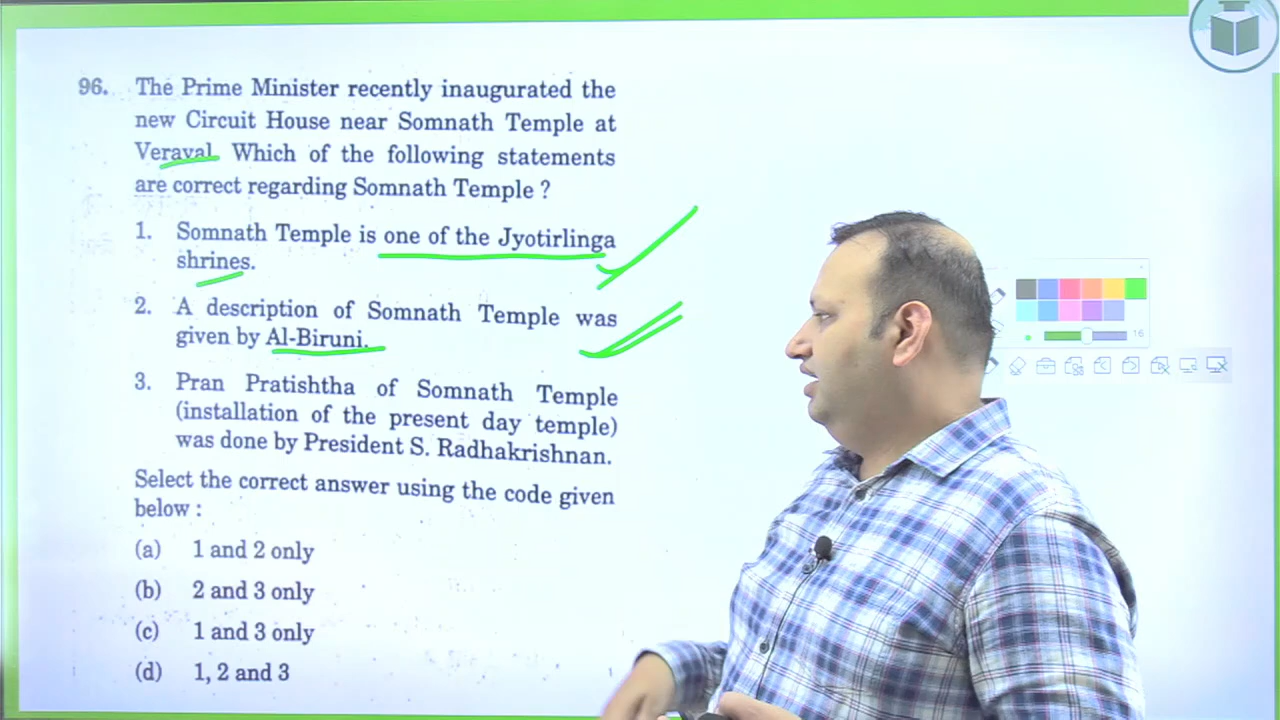 96. The Prime Minister recently inaugurated the
new Circuit House near Somnath Temple at
Veraval. Which of the following statements
are correct regarding Somnath Temple ?
1. Somnath Temple is one of the Jyotirlinga
shrines.
2. A description of Somnath Temple was
given by Al-Biruni.
3. Pran Pratishtha of Somnath Temple
(installation of the present day temple)
was done by President S. Radhakrishnan.
Select the correct answer using the code given
below :
(a) 1 and 2 only
(b) 2 and 3 only
(c) 1 and 3 only
(d) 1, 2 and 3
16